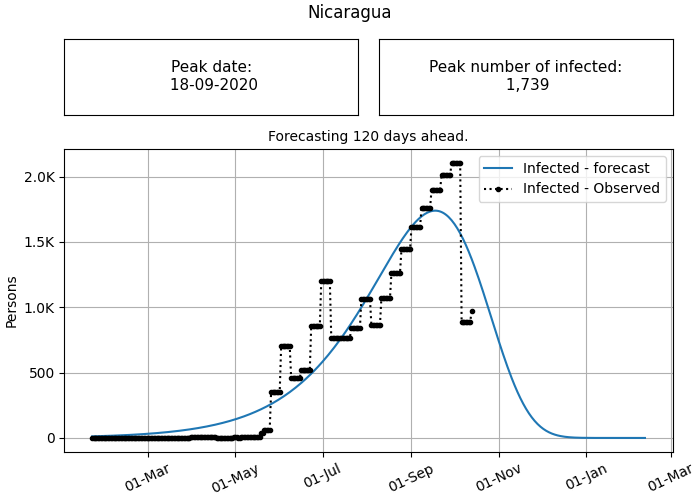 Nicaragua
Peak date:
18-09-2020
Peak number of infected:
1,739
Forecasting 120 days ahead.
Infected - forecast
Infected - Observed
2.0K
1.5K
1.0K
500
0
Persons
01-Mar
01-May
01-Jul
01-Sep
01-Nov
01-Jan
01-Mar